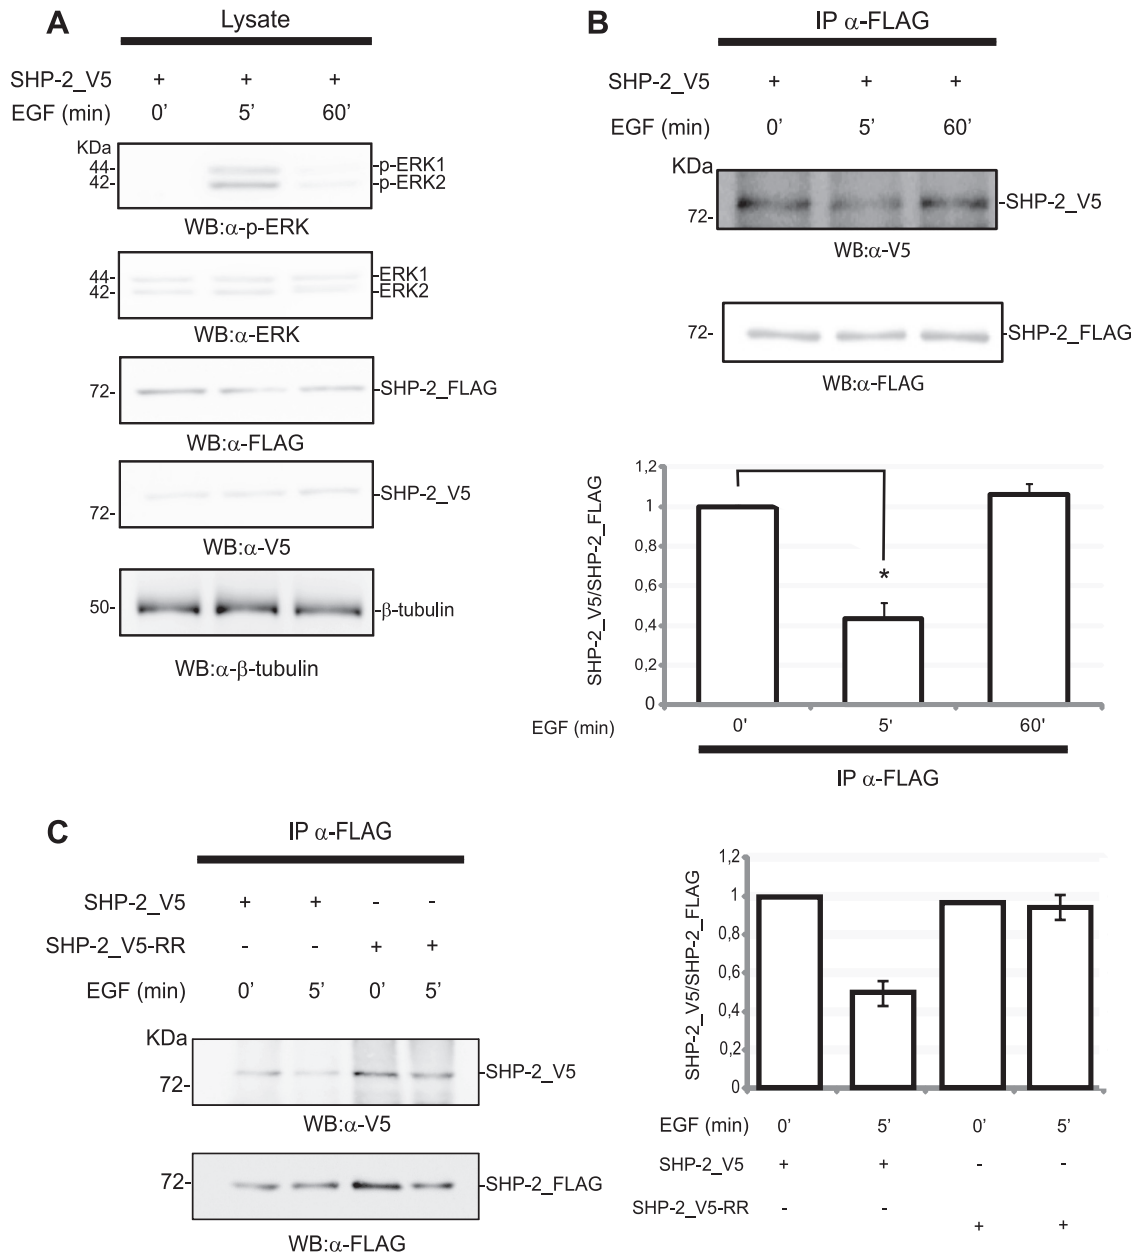 A
Lysate
SHP-2_V5 + + +
EGF (min) 0' 5' 60'
KDa
44- -p-ERK1
42- -p-ERK2
WB:α-p-ERK
44- ERK1
42- ERK2
WB:α-ERK
72- -SHP-2_FLAG
WB:α-FLAG
-SHP-2_V5
72-
WB:α-V5
50- -β-tubulin
WB:α-β-tubulin
B
IP α-FLAG
SHP-2_V5 + + +
EGF (min) 0' 5' 60'
KDa
-SHP-2_V5
72-
WB:α-V5
72- -SHP-2_FLAG
WB:α-FLAG
SHP-2_V5/SHP-2_FLAG
1,2
1
0,8
0,6
0,4
0,2
0
*
EGF (min) 0' 5' 60'
IP α-FLAG
C
IP α-FLAG
SHP-2_V5 + + - -
SHP-2_V5-RR - - + +
EGF (min) 0' 5' 0' 5'
KDa
-SHP-2_V5
72-
WB:α-V5
72- -SHP-2_FLAG
WB:α-FLAG
SHP-2_V5/SHP-2_FLAG
1,2
1
0,8
0,6
0,4
0,2
0
EGF (min) 0' 5' 0' 5'
SHP-2_V5 + + - -
SHP-2_V5-RR - - + +